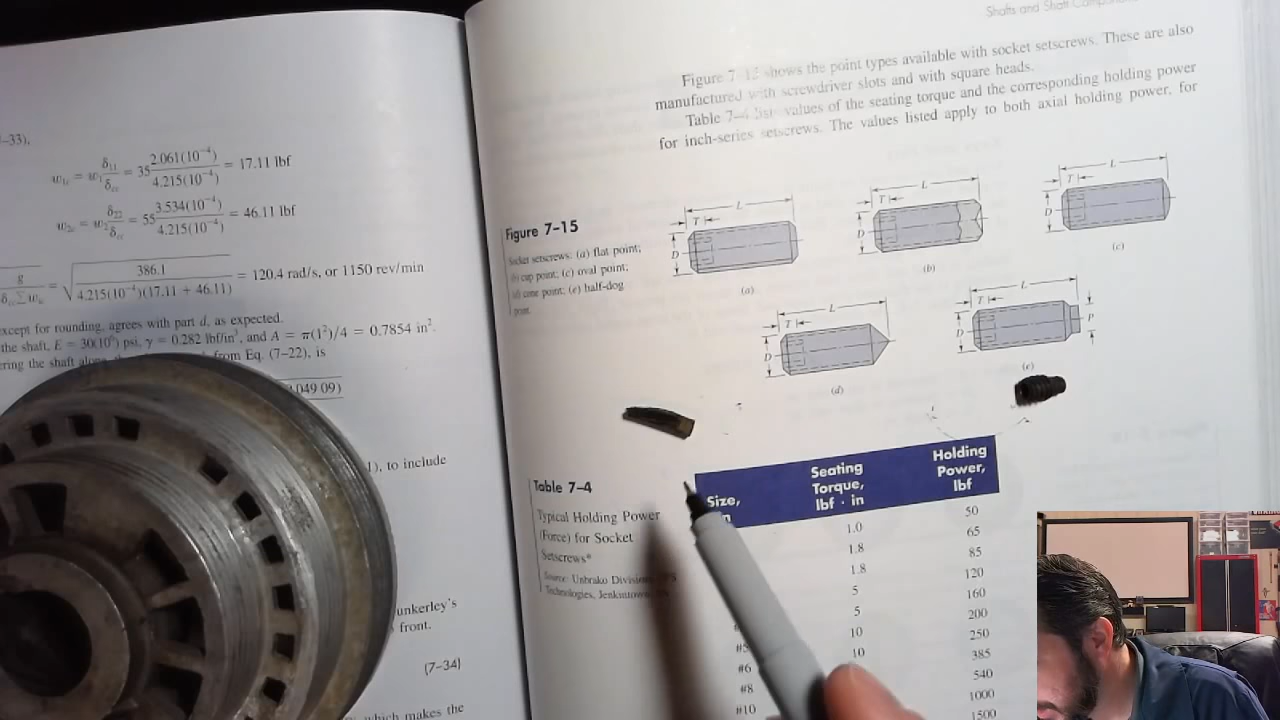 -33),
w1c = w1 δ11/δcc = 35 2.061(10⁻⁴)/4.215(10⁻⁴) = 17.11 lbf
w2c = w2 δ22/δcc = 55 3.534(10⁻⁴)/4.215(10⁻⁴) = 46.11 lbf
g/δcc Σ wic = √386.1/4.215(10⁻⁴)(17.11 + 46.11) = 120.4 rad/s, or 1150 rev/min
except for rounding, agrees with part d, as expected.
the shaft, E = 30(10⁶) psi, γ = 0.282 lbf/in³, and A = π(1²)/4 = 0.7854 in².
ering the shaft from Eq. (7–22), is
049.09)
1), to include
unkerley's
front.
(7–34)
which makes the
Shafts and Shaft
Figure 7–15 shows the point types available with socket setscrews. These are also
manufactured with screwdriver slots and with square heads.
Table 7–4 lists values of the seating torque and the corresponding holding power
for inch-series setscrews. The values listed apply to both axial holding power, for
Figure 7–15
Socket setscrews. (a) flat point;
(b) cup point; (c) oval point;
(d) cone point; (e) half-dog
point.
L
T
D
(a)
L
T
D
(b)
L
T
D
(c)
L
T
D
(d)
L
T
D
P
(e)
Table 7–4
Typical Holding Power
(Force) for Socket
Setscrews*
Source: Unbrako Division, SPS
Technologies, Jenkintown,
Size, Seating Torque, lbf · in Holding Power, lbf
1.0 50
1.8 65
1.8 85
5 120
5 160
10 200
#5 10 250
#6 385
#8 540
#10 1000
1500